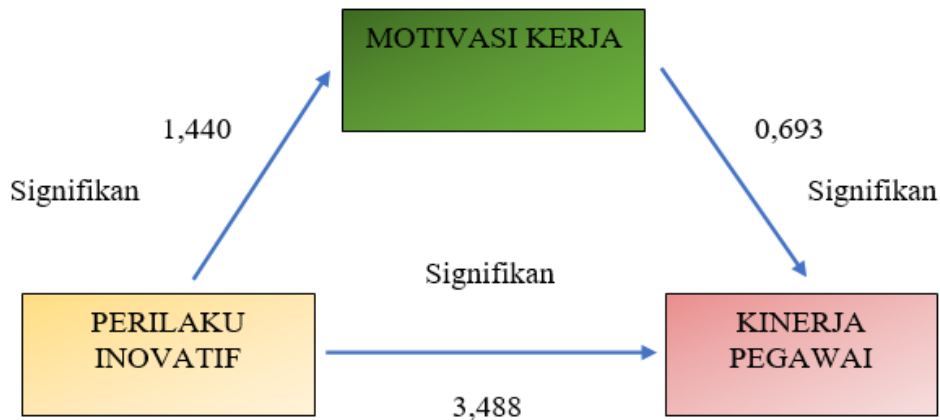 MOTIVASI KERJA
1,440
0,693
Signifikan
Signifikan
Signifikan
PERILAKU
INOVATIF
KINERJA
PEGAWAI
3,488